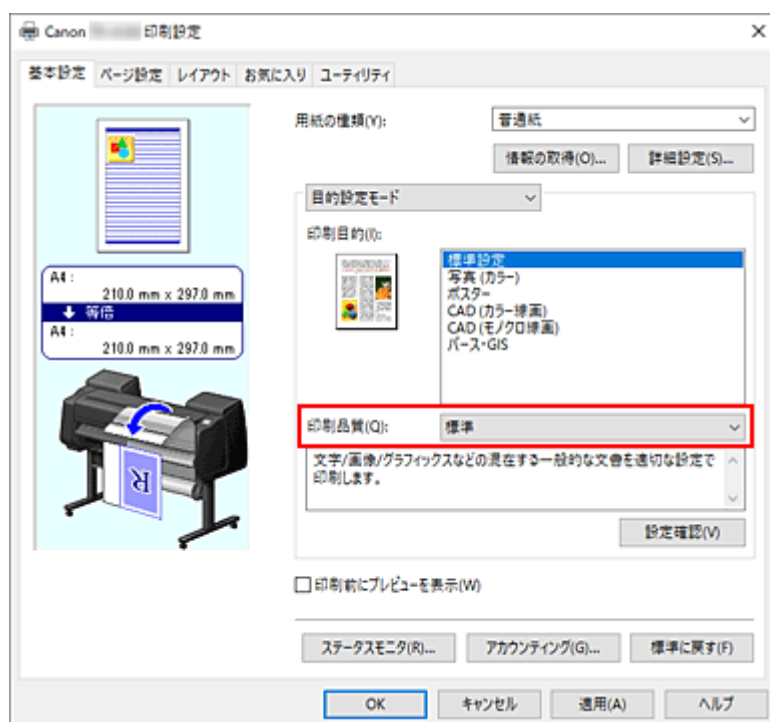 Canon 印刷設定
基本設定 ページ設定 レイアウト お気に入り ユーティリティ
用紙の種類(Y): 普通紙
情報の取得(O)... 詳細設定(S)...
目的設定モード
印刷目的(I):
標準設定
写真 (カラー)
ポスター
CAD (カラー線画)
CAD (モノクロ線画)
パース・GIS
A4 :
210.0 mm x 297.0 mm
等倍
A4 :
210.0 mm x 297.0 mm
R
印刷品質(Q): 標準
文字/画像/グラフィックスなどの混在する一般的な文書を適切な設定で
印刷します。
設定確認(V)
印刷前にプレビューを表示(W)
ステータスモニタ(R)... アカウンティング(G)... 標準に戻す(F)
OK キャンセル 適用(A) ヘルプ